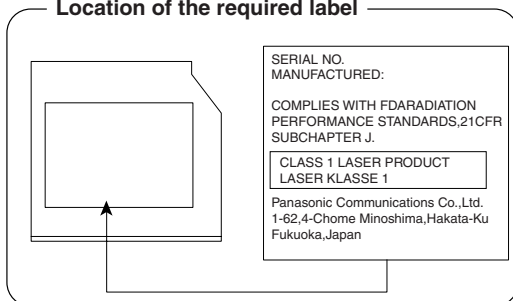 Location of the required label
SERIAL NO.
MANUFACTURED:
COMPLIES WITH FDARADIATION
PERFORMANCE STANDARDS,21CFR
SUBCHAPTER J.
CLASS 1 LASER PRODUCT
LASER KLASSE 1
Panasonic Communications Co.,Ltd.
1-62,4-Chome Minoshima,Hakata-Ku
Fukuoka,Japan